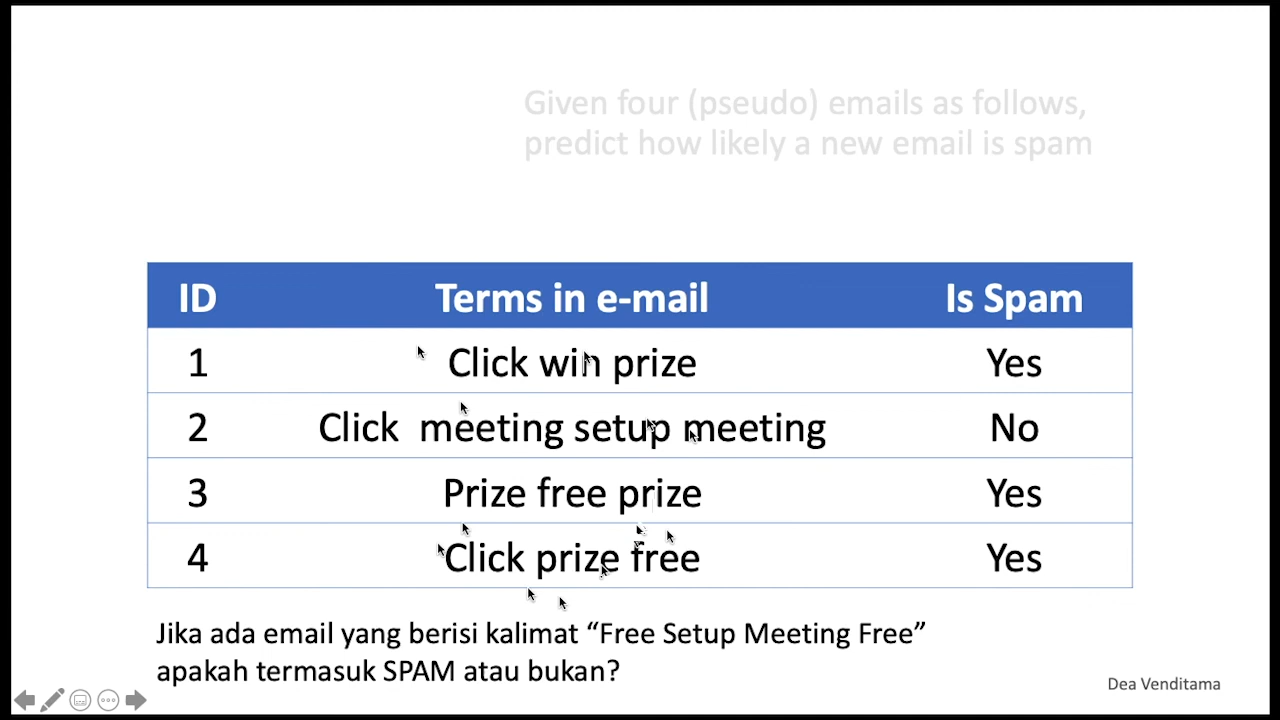 Given four (pseudo) emails as follows,
predict how likely a new email is spam
ID Terms in e-mail Is Spam
1 Click win prize Yes
2 Click meeting setup meeting No
3 Prize free prize Yes
4 Click prize free Yes
Jika ada email yang berisi kalimat “Free Setup Meeting Free”
apakah termasuk SPAM atau bukan?
Dea Venditama